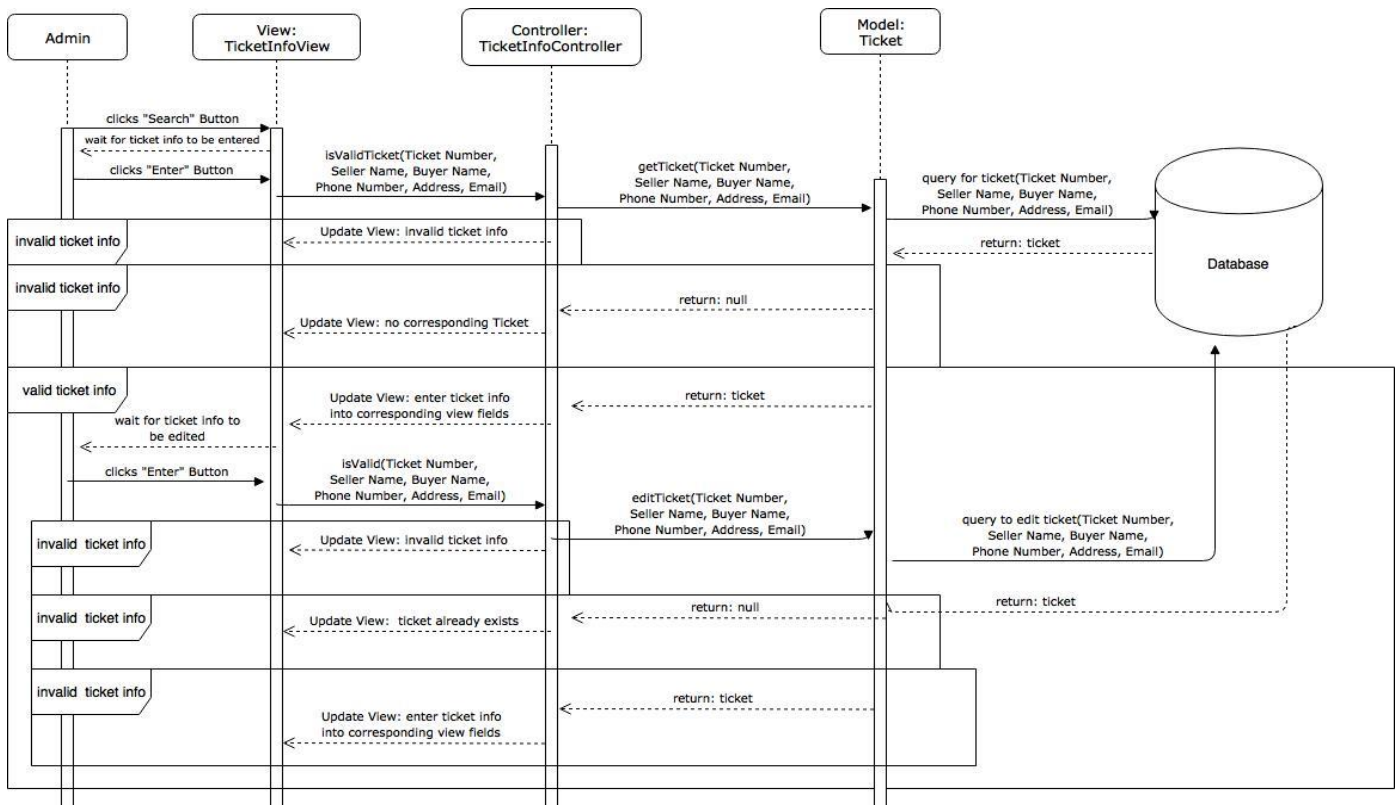 Admin
View:
TicketInfoView
Controller:
TicketInfoController
Model:
Ticket
clicks "Search" Button
wait for ticket info to be entered
clicks "Enter" Button
isValidTicket(Ticket Number,
Seller Name, Buyer Name,
Phone Number, Address, Email)
getTicket(Ticket Number,
Seller Name, Buyer Name,
Phone Number, Address, Email)
query for ticket(Ticket Number,
Seller Name, Buyer Name,
Phone Number, Address, Email)
invalid ticket info
Update View: invalid ticket info
return: ticket
Database
invalid ticket info
return: null
Update View: no corresponding Ticket
valid ticket info
return: ticket
Update View: enter ticket info
into corresponding view fields
wait for ticket info to
be edited
clicks "Enter" Button
isValid(Ticket Number,
Seller Name, Buyer Name,
Phone Number, Address, Email)
editTicket(Ticket Number,
Seller Name, Buyer Name,
Phone Number, Address, Email)
query to edit ticket(Ticket Number,
Seller Name, Buyer Name,
Phone Number, Address, Email)
invalid ticket info
Update View: invalid ticket info
return: ticket
invalid ticket info
return: null
Update View: ticket already exists
invalid ticket info
return: ticket
Update View: enter ticket info
into corresponding view fields